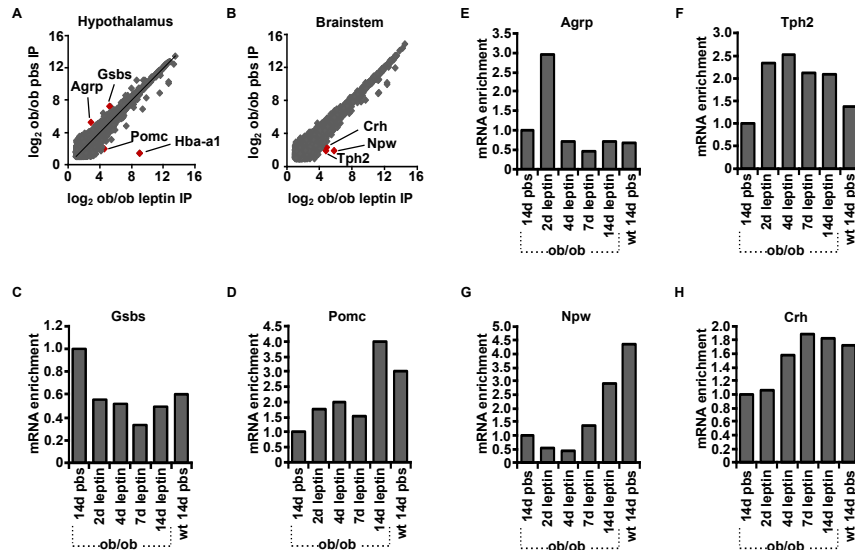 A
Hypothalamus
log2 ob/ob pbs IP
16
12
8
4
0
0 4 8 12 16
Agrp
Gsbs
Pomc
Hba-a1
log2 ob/ob leptin IP
B
Brainstem
log2 ob/ob pbs IP
16
12
8
4
0
0 4 8 12 16
Crh
Npw
Tph2
log2 ob/ob leptin IP
E
Agrp
mRNA enrichment
3.5
3.0
2.5
2.0
1.5
1.0
0.5
0
14d pbs
2d leptin
4d leptin
7d leptin
14d leptin
wt 14d pbs
ob/ob
F
Tph2
mRNA enrichment
3.0
2.5
2.0
1.5
1.0
0.5
0
14d pbs
2d leptin
4d leptin
7d leptin
14d leptin
wt 14d pbs
ob/ob
C
Gsbs
mRNA enrichment
1.2
1.0
0.8
0.6
0.4
0.2
0
14d pbs
2d leptin
4d leptin
7d leptin
14d leptin
wt 14d pbs
ob/ob
D
Pomc
mRNA enrichment
4.5
4.0
3.5
3.0
2.5
2.0
1.5
1.0
0.5
0
14d pbs
2d leptin
4d leptin
7d leptin
14d leptin
wt 14d pbs
ob/ob
G
Npw
mRNA enrichment
5.0
4.5
4.0
3.5
3.0
2.5
2.0
1.5
1.0
0.5
0
14d pbs
2d leptin
4d leptin
7d leptin
14d leptin
wt 14d pbs
ob/ob
H
Crh
mRNA enrichment
2.0
1.8
1.6
1.4
1.2
1.0
0.8
0.6
0.4
0.2
0
14d pbs
2d leptin
4d leptin
7d leptin
14d leptin
wt 14d pbs
ob/ob